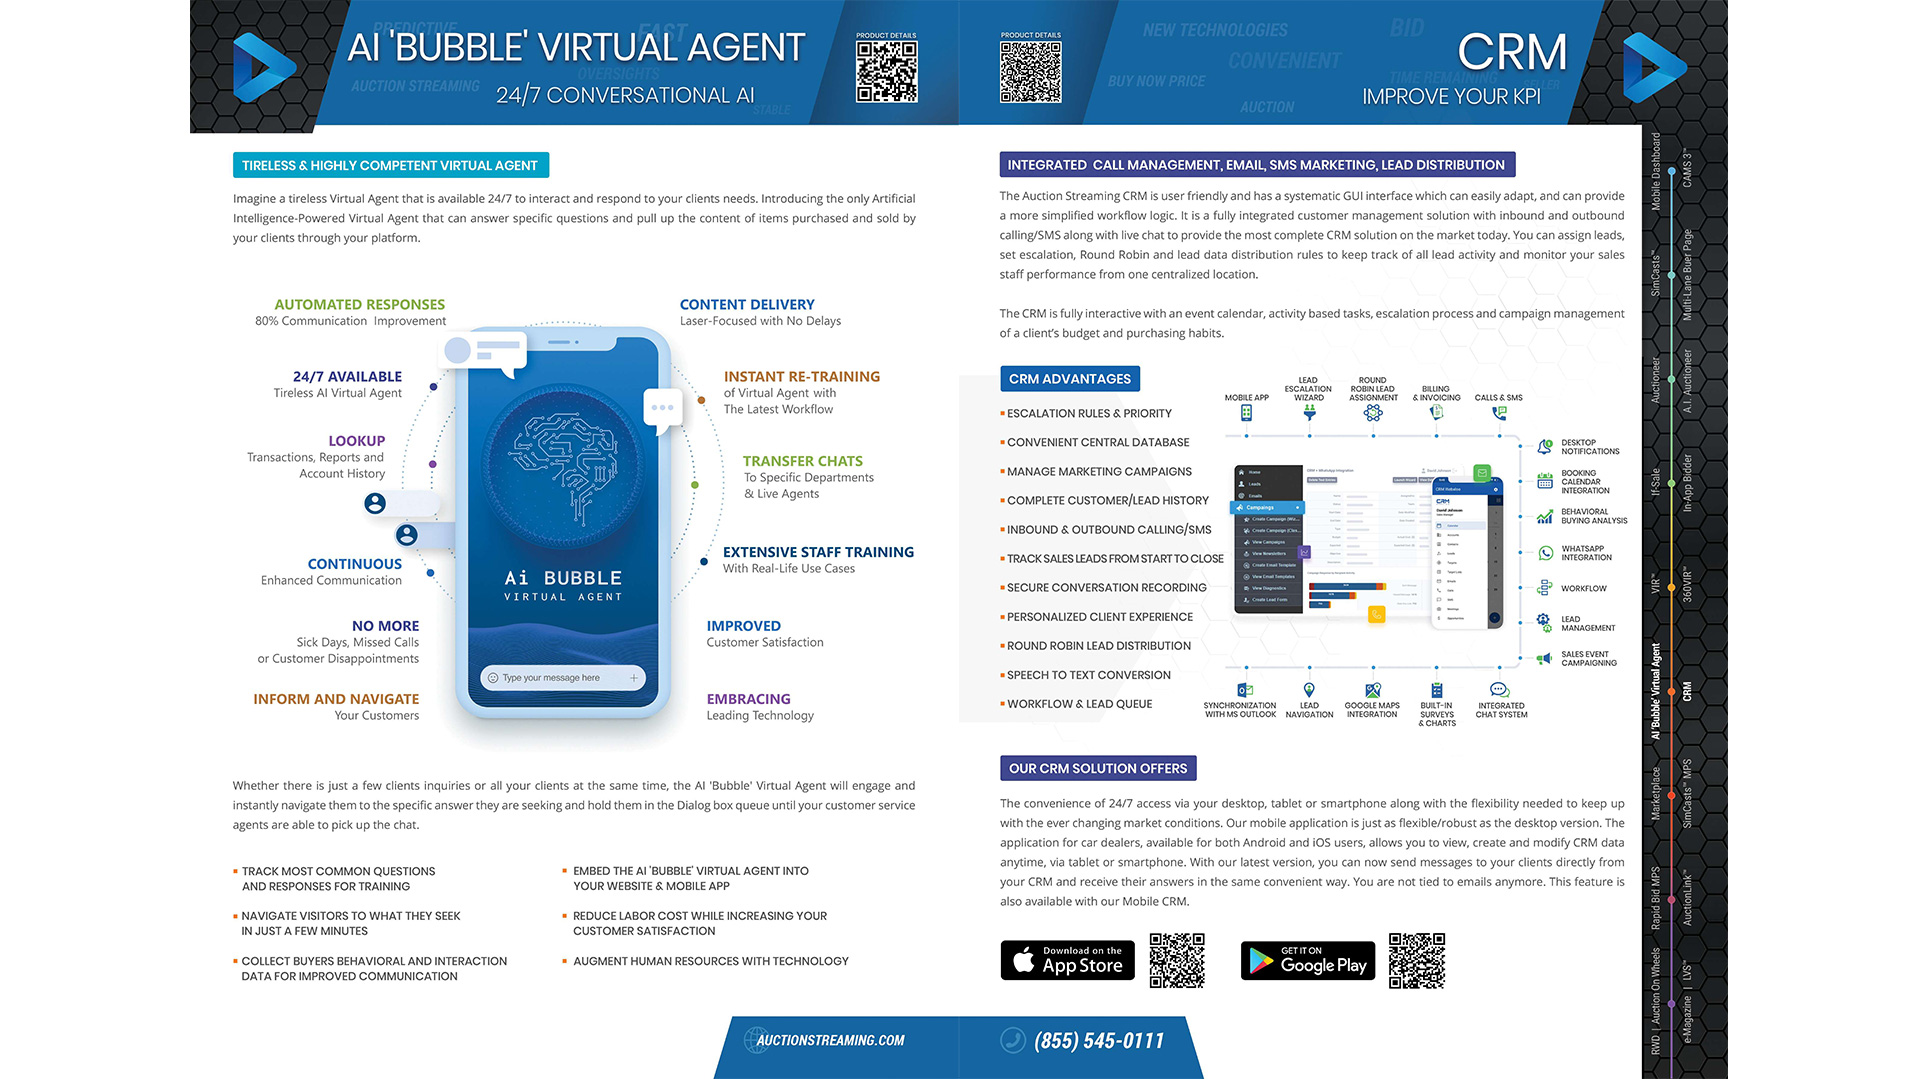 AI 'BUBBLE' VIRTUAL AGENT
24/7 CONVERSATIONAL AI
PREDICTIVE
FAST
OVERSIGHTS
AUCTION STREAMING
STABLE
PRODUCT DETAILS
PRODUCT DETAILS
NEW TECHNOLOGIES
BID
CONVENIENT
BUY NOW PRICE
TIME REMAINING
AUCTION
CRM
IMPROVE YOUR KPI
TIRELESS & HIGHLY COMPETENT VIRTUAL AGENT
Imagine a tireless Virtual Agent that is available 24/7 to interact and respond to your clients needs. Introducing the only Artificial
Intelligence-Powered Virtual Agent that can answer specific questions and pull up the content of items purchased and sold by
your clients through your platform.
AUTOMATED RESPONSES
80% Communication Improvement
24/7 AVAILABLE
Tireless AI Virtual Agent
LOOKUP
Transactions, Reports and
Account History
CONTINUOUS
Enhanced Communication
NO MORE
Sick Days, Missed Calls
or Customer Disappointments
INFORM AND NAVIGATE
Your Customers
Ai BUBBLE
VIRTUAL AGENT
Type your message here
CONTENT DELIVERY
Laser-Focused with No Delays
INSTANT RE-TRAINING
of Virtual Agent with
The Latest Workflow
TRANSFER CHATS
To Specific Departments
& Live Agents
EXTENSIVE STAFF TRAINING
With Real-Life Use Cases
IMPROVED
Customer Satisfaction
EMBRACING
Leading Technology
Whether there is just a few clients inquiries or all your clients at the same time, the AI 'Bubble' Virtual Agent will engage and
instantly navigate them to the specific answer they are seeking and hold them in the Dialog box queue until your customer service
agents are able to pick up the chat.
TRACK MOST COMMON QUESTIONS
AND RESPONSES FOR TRAINING
NAVIGATE VISITORS TO WHAT THEY SEEK
IN JUST A FEW MINUTES
COLLECT BUYERS BEHAVIORAL AND INTERACTION
DATA FOR IMPROVED COMMUNICATION
EMBED THE AI 'BUBBLE' VIRTUAL AGENT INTO
YOUR WEBSITE & MOBILE APP
REDUCE LABOR COST WHILE INCREASING YOUR
CUSTOMER SATISFACTION
AUGMENT HUMAN RESOURCES WITH TECHNOLOGY
INTEGRATED CALL MANAGEMENT, EMAIL, SMS MARKETING, LEAD DISTRIBUTION
The Auction Streaming CRM is user friendly and has a systematic GUI interface which can easily adapt, and can provide
a more simplified workflow logic. It is a fully integrated customer management solution with inbound and outbound
calling/SMS along with live chat to provide the most complete CRM solution on the market today. You can assign leads,
set escalation, Round Robin and lead data distribution rules to keep track of all lead activity and monitor your sales
staff performance from one centralized location.
The CRM is fully interactive with an event calendar, activity based tasks, escalation process and campaign management
of a client's budget and purchasing habits.
CRM ADVANTAGES
ESCALATION RULES & PRIORITY
CONVENIENT CENTRAL DATABASE
MANAGE MARKETING CAMPAIGNS
COMPLETE CUSTOMER/LEAD HISTORY
INBOUND & OUTBOUND CALLING/SMS
TRACK SALES LEADS FROM START TO CLOSE
SECURE CONVERSATION RECORDING
PERSONALIZED CLIENT EXPERIENCE
ROUND ROBIN LEAD DISTRIBUTION
SPEECH TO TEXT CONVERSION
WORKFLOW & LEAD QUEUE
MOBILE APP
LEAD
ESCALATION
WIZARD
ROUND
ROBIN LEAD
ASSIGNMENT
BILLING
& INVOICING
CALLS & SMS
DESKTOP
NOTIFICATIONS
BOOKING
CALENDAR
INTEGRATION
BEHAVIORAL
BUYING ANALYSIS
WHATSAPP
INTEGRATION
WORKFLOW
LEAD
MANAGEMENT
SALES EVENT
CAMPAIGNING
Home
Leads
Emails
Campaings
View Campaigns
View Newsletters
Create Email Template
View Email Templates
View Diagnostics
Create Lead Form
CRM
SYNCHRONIZATION
WITH MS OUTLOOK
LEAD
NAVIGATION
GOOGLE MAPS
INTEGRATION
BUILT-IN
SURVEYS
& CHARTS
INTEGRATED
CHAT SYSTEM
OUR CRM SOLUTION OFFERS
The convenience of 24/7 access via your desktop, tablet or smartphone along with the flexibility needed to keep up
with the ever changing market conditions. Our mobile application is just as flexible/robust as the desktop version. The
application for car dealers, available for both Android and iOS users, allows you to view, create and modify CRM data
anytime, via tablet or smartphone. With our latest version, you can now send messages to your clients directly from
your CRM and receive their answers in the same convenient way. You are not tied to emails anymore. This feature is
also available with our Mobile CRM.
Download on the
App Store
GET IT ON
Google Play
AUCTIONSTREAMING.COM
(855) 545-0111
Mobile Dashboard
CAMS 3™
SimCasts™
Multi-Lane Buer Page
Auctioneer
A.I. Auctioneer
If-Sale
In-App Bidder
VIR™
360VIR™
AI 'Bubble' Virtual Agent
CRM
Marketplace
SimCasts™ MPS
Rapid Bid MPS
AuctionLink™
RWD | Auction On Wheels
e-Magazine | LVS™